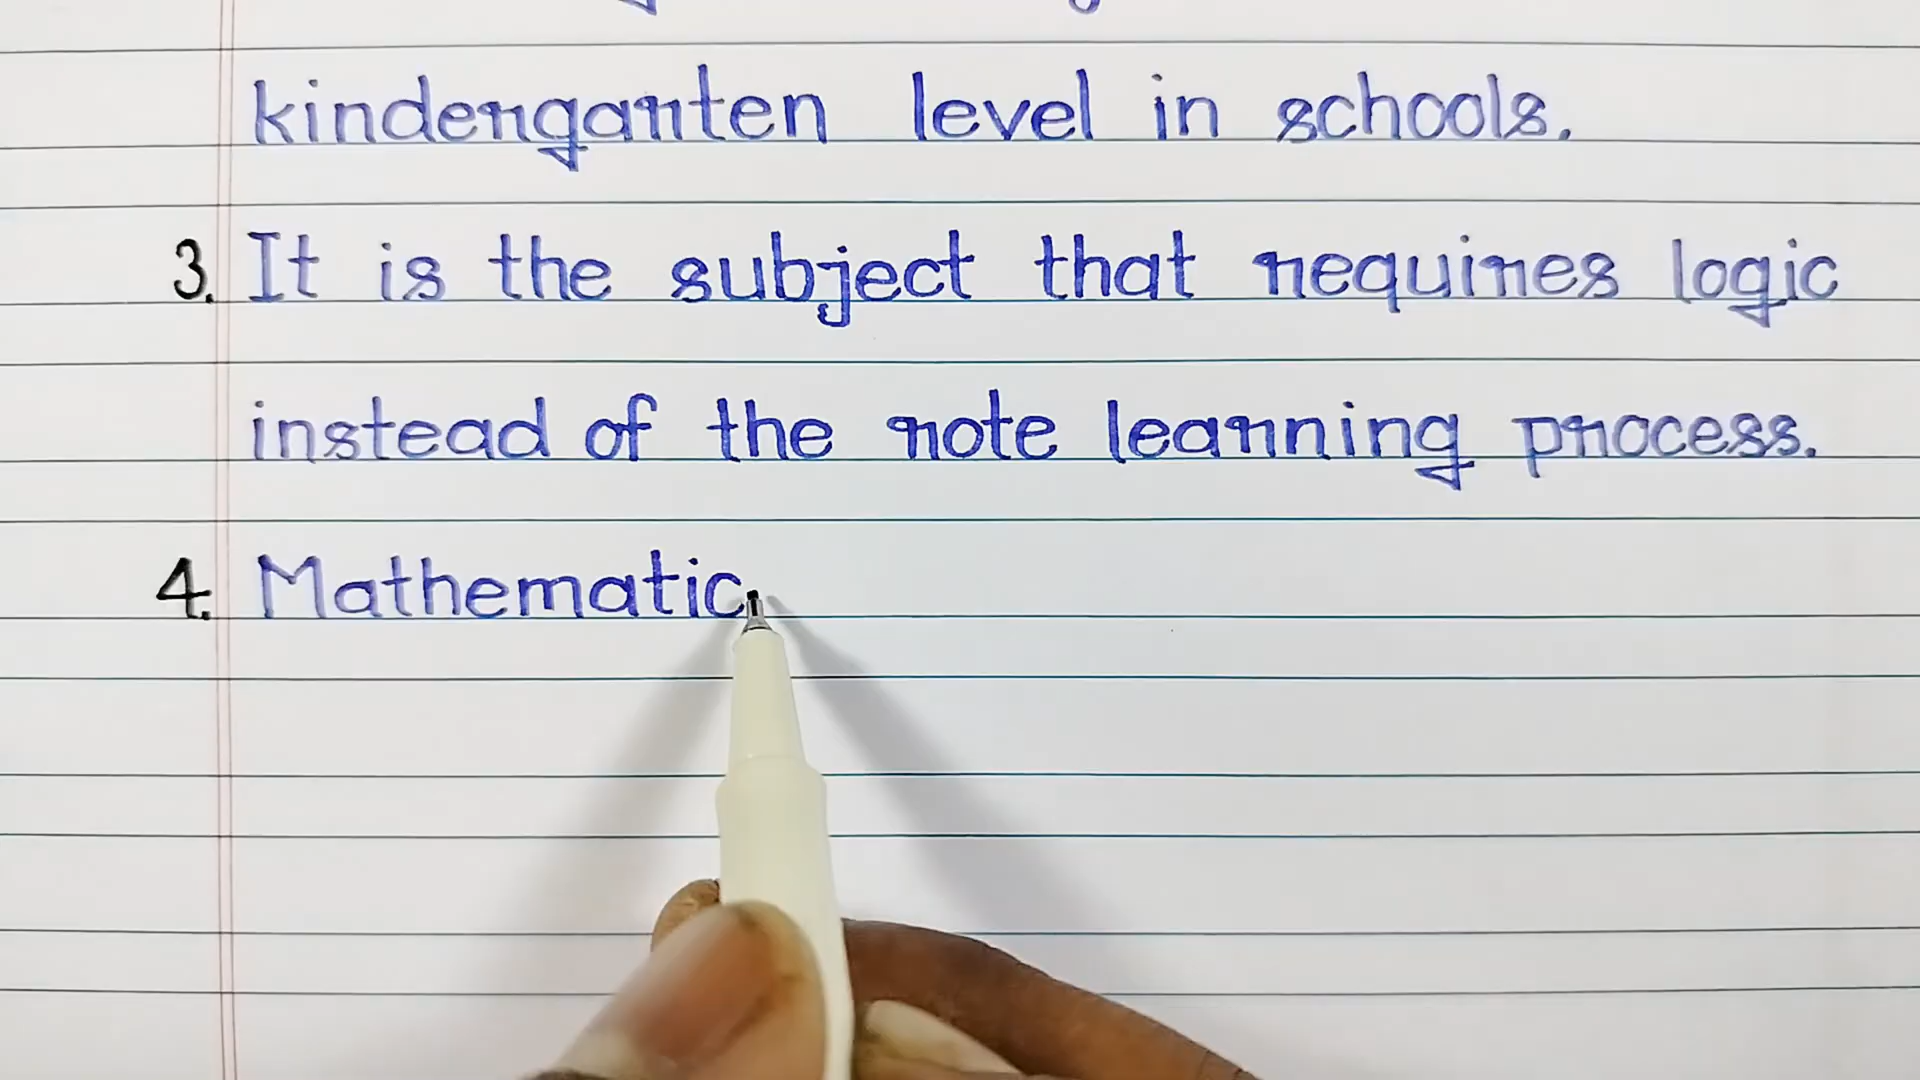 kindergarten level in schools.
3. It is the subject that requires logic
instead of the rote learning process.
4. Mathematic